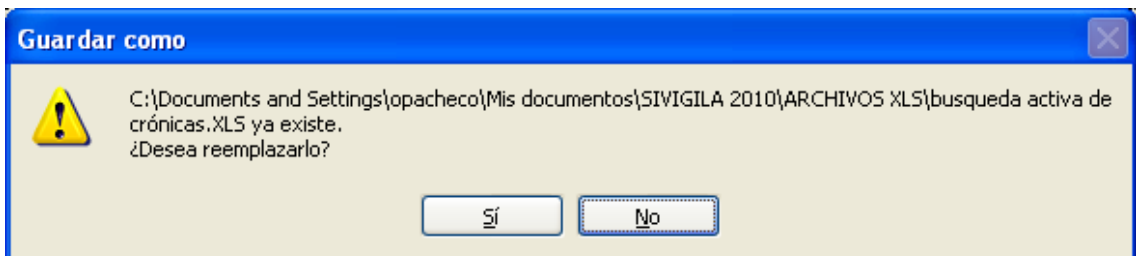 Guardar como
C:\Documents and Settings\opacheco\Mis documentos\SIVIGILA 2010\ARCHIVOS XLS\busqueda activa de
crónicas.XLS ya existe.
¿Desea reemplazarlo?
Sí No